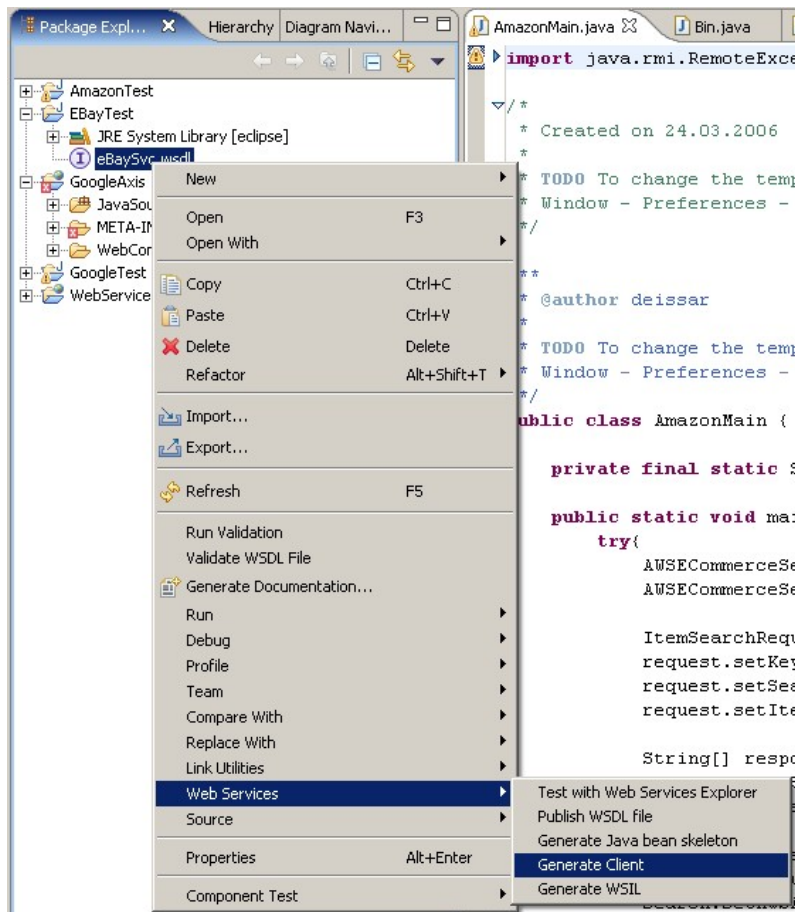 Package Expl...
Hierarchy
Diagram Navi...
AmazonTest
EBayTest
JRE System Library [eclipse]
eBaySvc.wsdl
GoogleAxis
JavaSou
META-IN
WebCor
GoogleTest
WebService
New
Open F3
Open With
Copy Ctrl+C
Paste Ctrl+V
Delete Delete
Refactor Alt+Shift+T
Import...
Export...
Refresh F5
Run Validation
Validate WSDL File
Generate Documentation...
Run
Debug
Profile
Team
Compare With
Replace With
Link Utilities
Web Services
Source
Properties Alt+Enter
Component Test
Test with Web Services Explorer
Publish WSDL file
Generate Java bean skeleton
Generate Client
Generate WSIL
AmazonMain.java
Bin.java
import java.rmi.RemoteExce
/*
* Created on 24.03.2006
*
* TODO To change the temp
* Window - Preferences -
*/
**
* @author deissar
*
* TODO To change the temp
* Window - Preferences -
*/
ublic class AmazonMain {
private final static S
public static void mai
try{
AWSECommerceSe
AWSECommerceSe
ItemSearchRequ
request.setKey
request.setSea
request.setIte
String[] respo